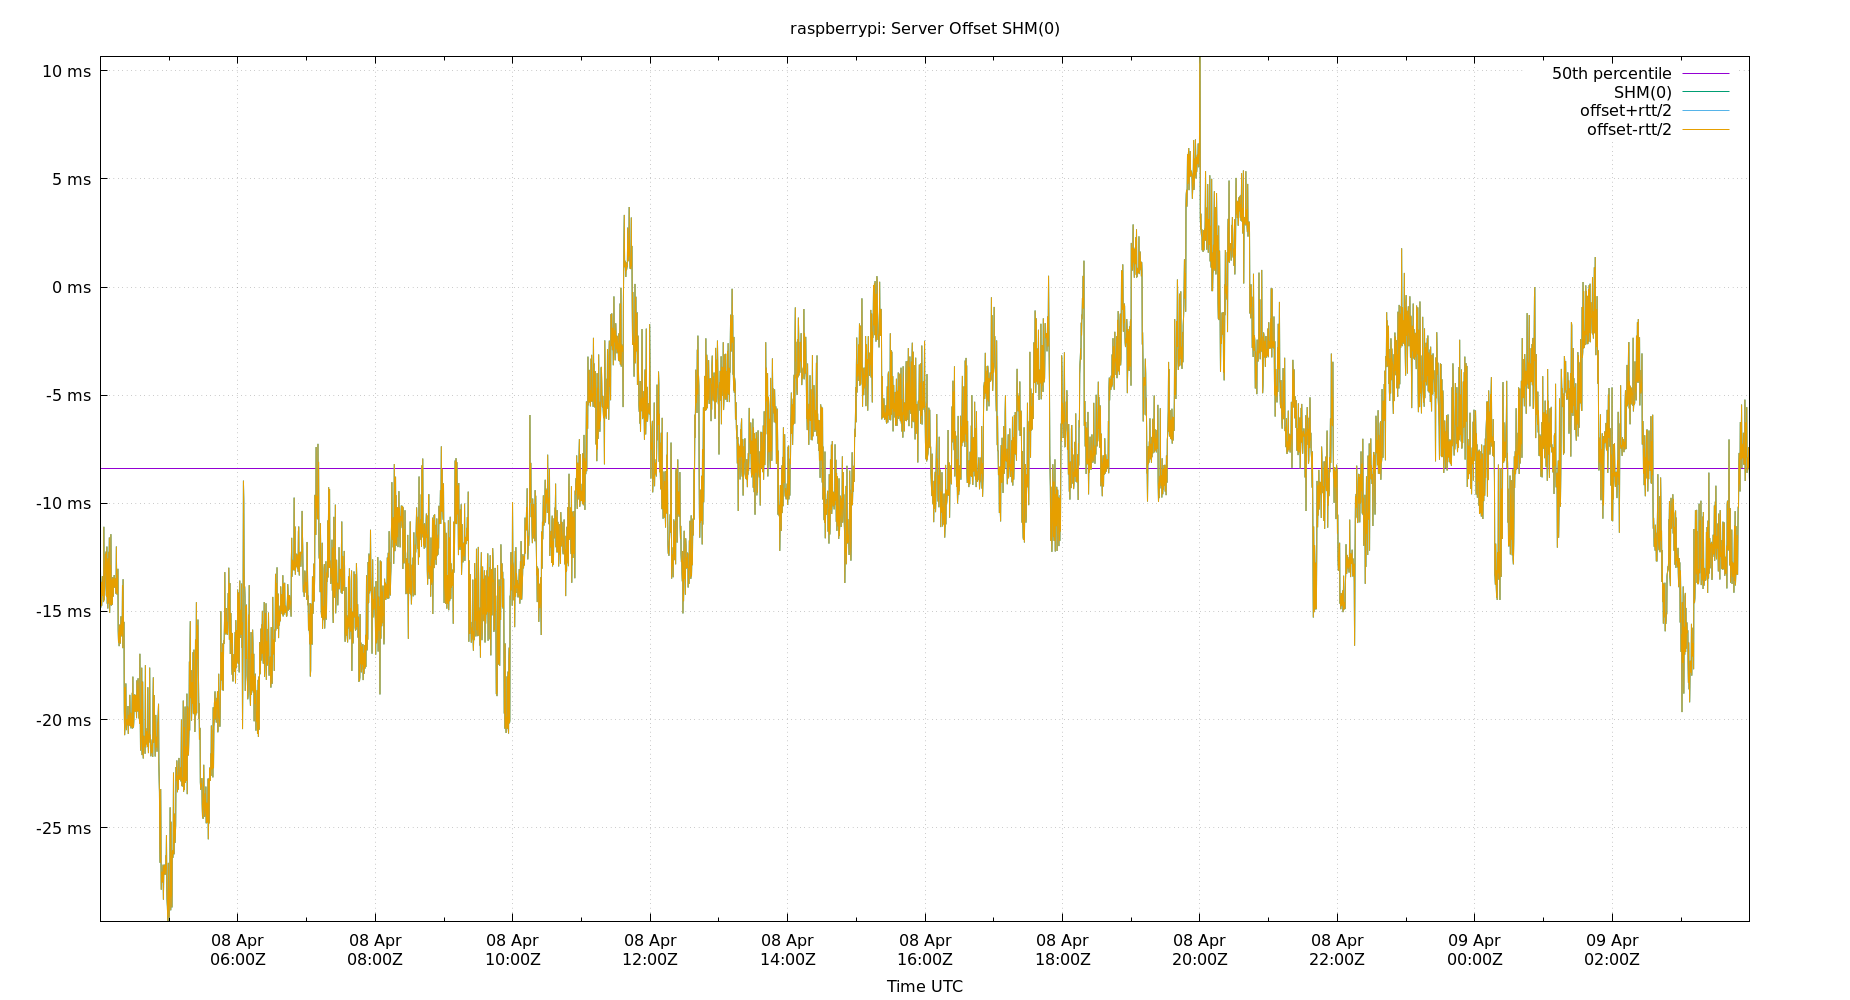 raspberrypi: Server Offset SHM(0)
50th percentile
SHM(0)
offset+rtt/2
offset-rtt/2
10 ms
5 ms
0 ms
-5 ms
-10 ms
-15 ms
-20 ms
-25 ms
08 Apr 08 Apr 08 Apr 08 Apr 08 Apr 08 Apr 08 Apr 08 Apr 08 Apr 09 Apr 09 Apr
06:00Z 08:00Z 10:00Z 12:00Z 14:00Z 16:00Z 18:00Z 20:00Z 22:00Z 00:00Z 02:00Z
Time UTC